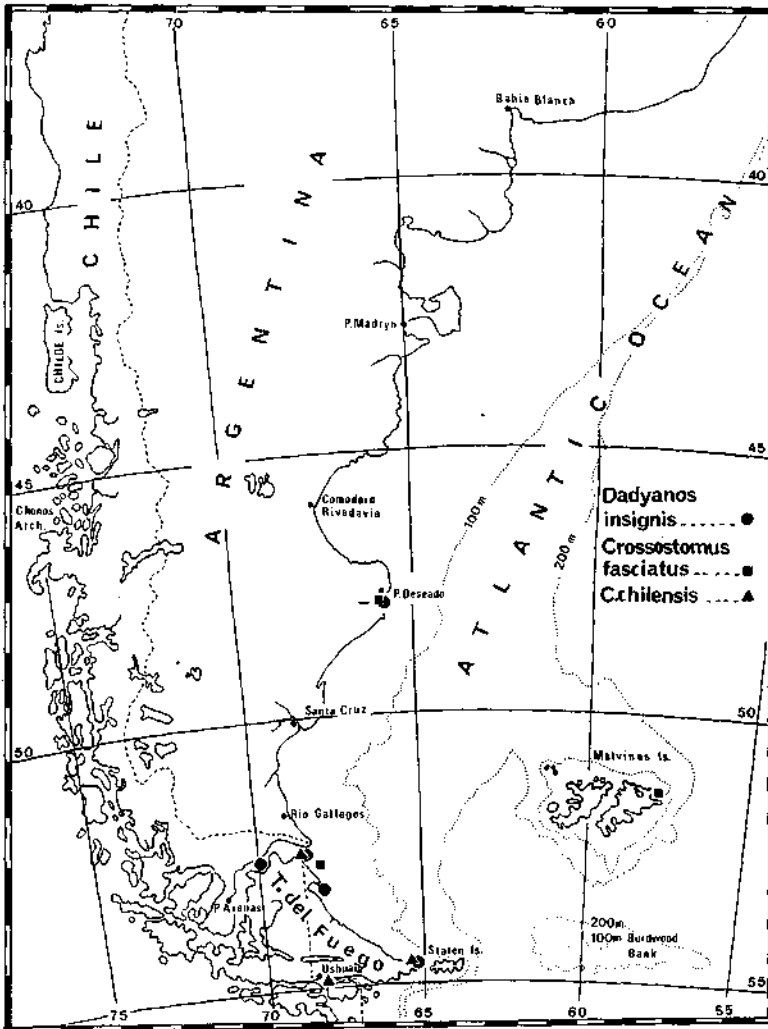 70 65 60
Bahia Blanca
CHILE
ARGENTINA
40 40
ATLANTIC OCEAN
P.Madryn
CHILOE Is.
45 45
Chonos
Arch.
Comodoro
Rivadavia
100m
200m
Dadyanos
insignis
Crossostomus
fasciatus
C.chilensis
P.Deseado
Santa Cruz
50 50
Malvinas Is.
Rio Gallegos
P.Arenas
T. del Fuego
Staten Is.
Ushuaia
200m.
100m Burdwood
Bank
55
75 70 65 60 55